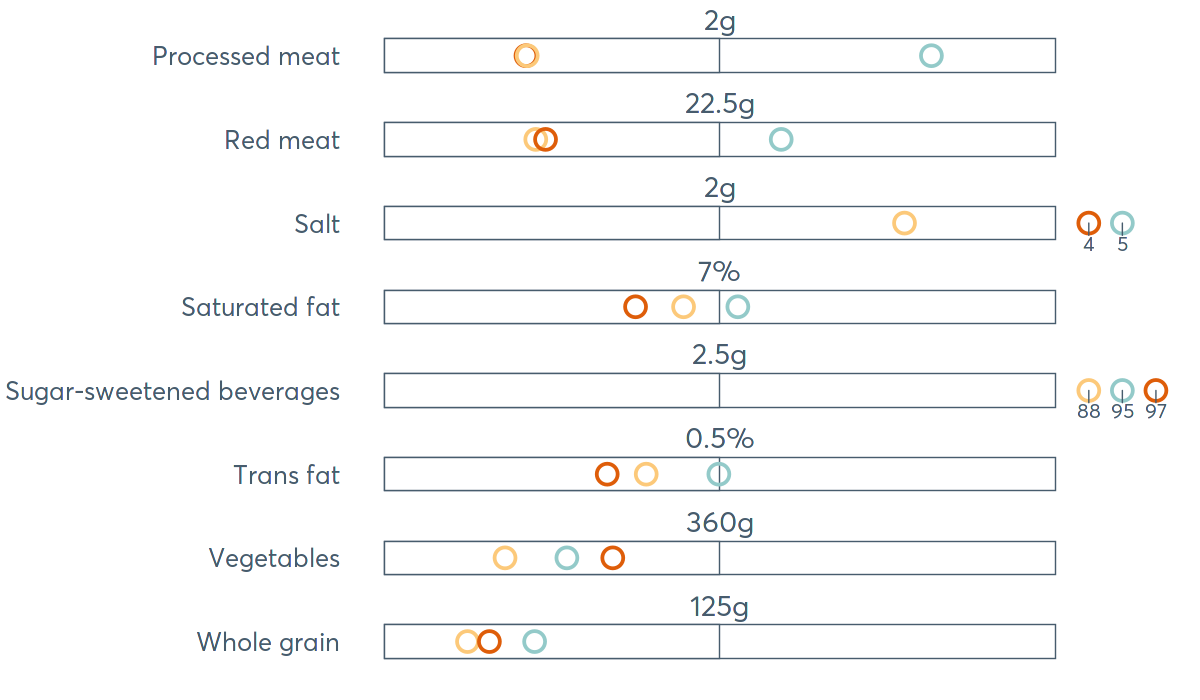 2g
Processed meat
22.5g
Red meat
2g
Salt
4 5
7%
Saturated fat
2.5g
Sugar-sweetened beverages
88 95 97
0.5%
Trans fat
360g
Vegetables
125g
Whole grain